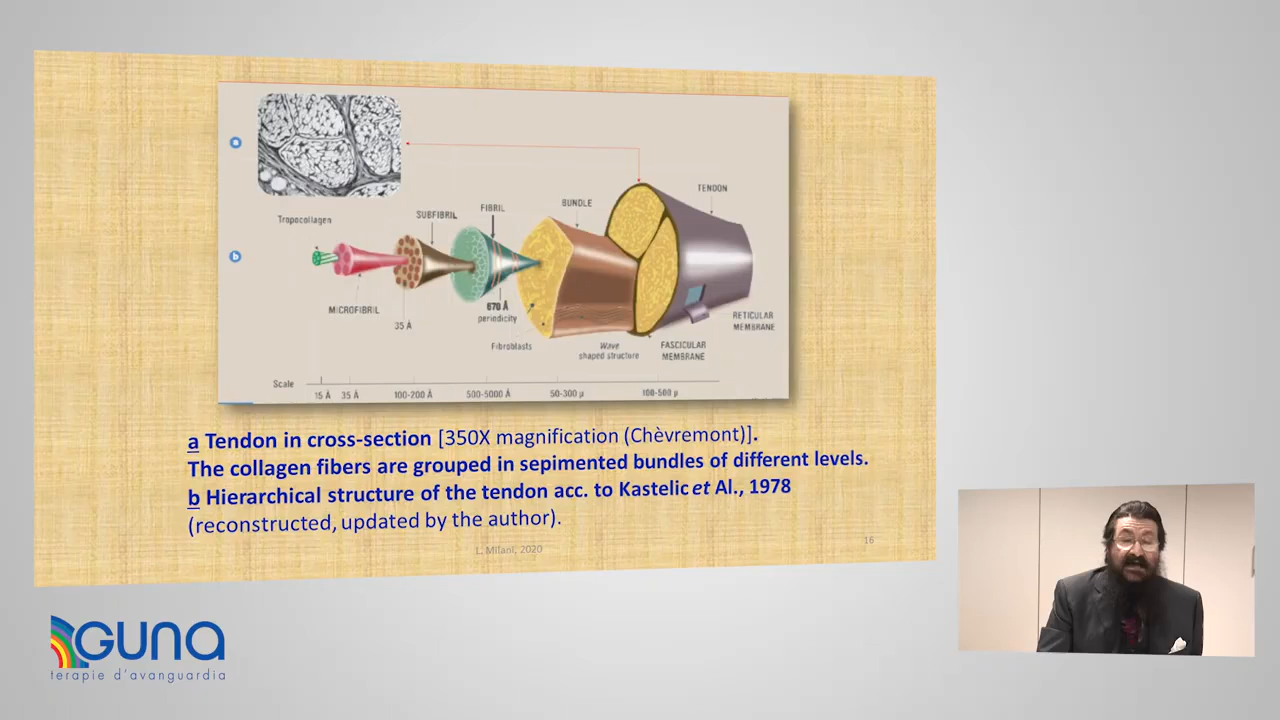 a
TENDON
BUNDLE
FIBRIL
SUBFIBRIL
Tropocollagen
b
MICROFIBRIL
35 Å
670 Å
periodicity
Fibroblasts
Wave
shaped structure
FASCICULAR
MEMBRANE
RETICULAR
MEMBRANE
Scale
15 Å 35 Å 100-200 Å 500-5000 Å 50-300 µ 100-500 µ
a Tendon in cross-section [350X magnification (Chèvremont)].
The collagen fibers are grouped in sepimented bundles of different levels.
b Hierarchical structure of the tendon acc. to Kastelic et Al., 1978
(reconstructed, updated by the author).
L. Milani, 2020
16
GUNA
terapie d'avanguardia